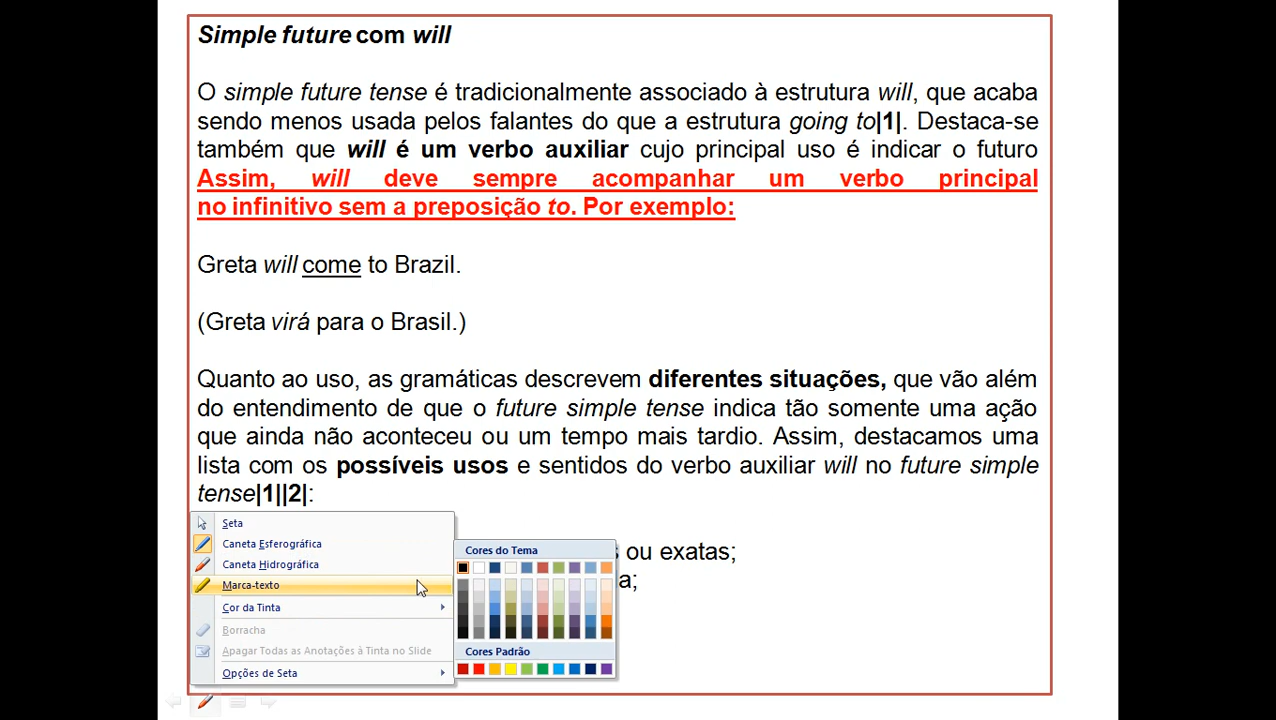 Simple future com will
O simple future tense é tradicionalmente associado à estrutura will, que acaba
sendo menos usada pelos falantes do que a estrutura going to|1|. Destaca-se
também que will é um verbo auxiliar cujo principal uso é indicar o futuro
Assim, will deve sempre acompanhar um verbo principal
no infinitivo sem a preposição to. Por exemplo:
Greta will come to Brazil.
(Greta virá para o Brasil.)
Quanto ao uso, as gramáticas descrevem diferentes situações, que vão além
do entendimento de que o future simple tense indica tão somente uma ação
que ainda não aconteceu ou um tempo mais tardio. Assim, destacamos uma
lista com os possíveis usos e sentidos do verbo auxiliar will no future simple
tense|1||2|:
ou exatas;
a;
Seta
Caneta Esferográfica
Caneta Hidrográfica
Marca-texto
Cor da Tinta
Borracha
Apagar Todas as Anotações à Tinta no Slide
Opções de Seta
Cores do Tema
Cores Padrão